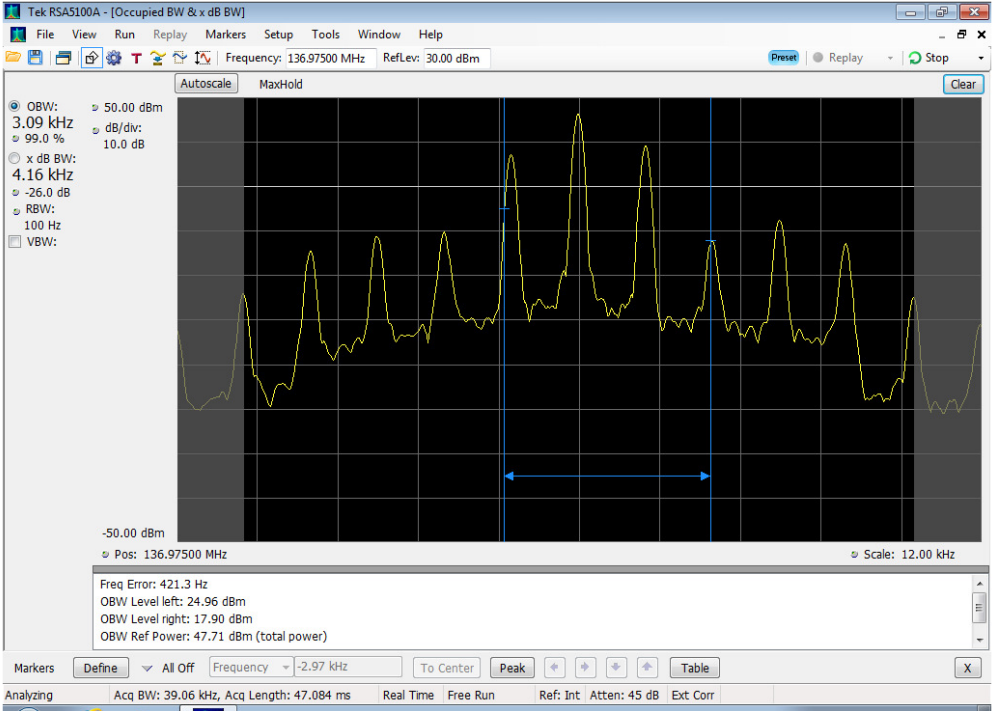 Tek RSA5100A - [Occupied BW & x dB BW]
File View Run Replay Markers Setup Tools Window Help
T Frequency: 136.97500 MHz RefLev: 30.00 dBm Preset Replay Stop
Autoscale MaxHold Clear
OBW:
3.09 kHz
99.0 %
x dB BW:
4.16 kHz
-26.0 dB
RBW:
100 Hz
VBW:
50.00 dBm
dB/div:
10.0 dB
-50.00 dBm
Pos: 136.97500 MHz Scale: 12.00 kHz
Freq Error: 421.3 Hz
OBW Level left: 24.96 dBm
OBW Level right: 17.90 dBm
OBW Ref Power: 47.71 dBm (total power)
Markers Define All Off Frequency -2.97 kHz To Center Peak Table X
Analyzing Acq BW: 39.06 kHz, Acq Length: 47.084 ms Real Time Free Run Ref: Int Atten: 45 dB Ext Corr